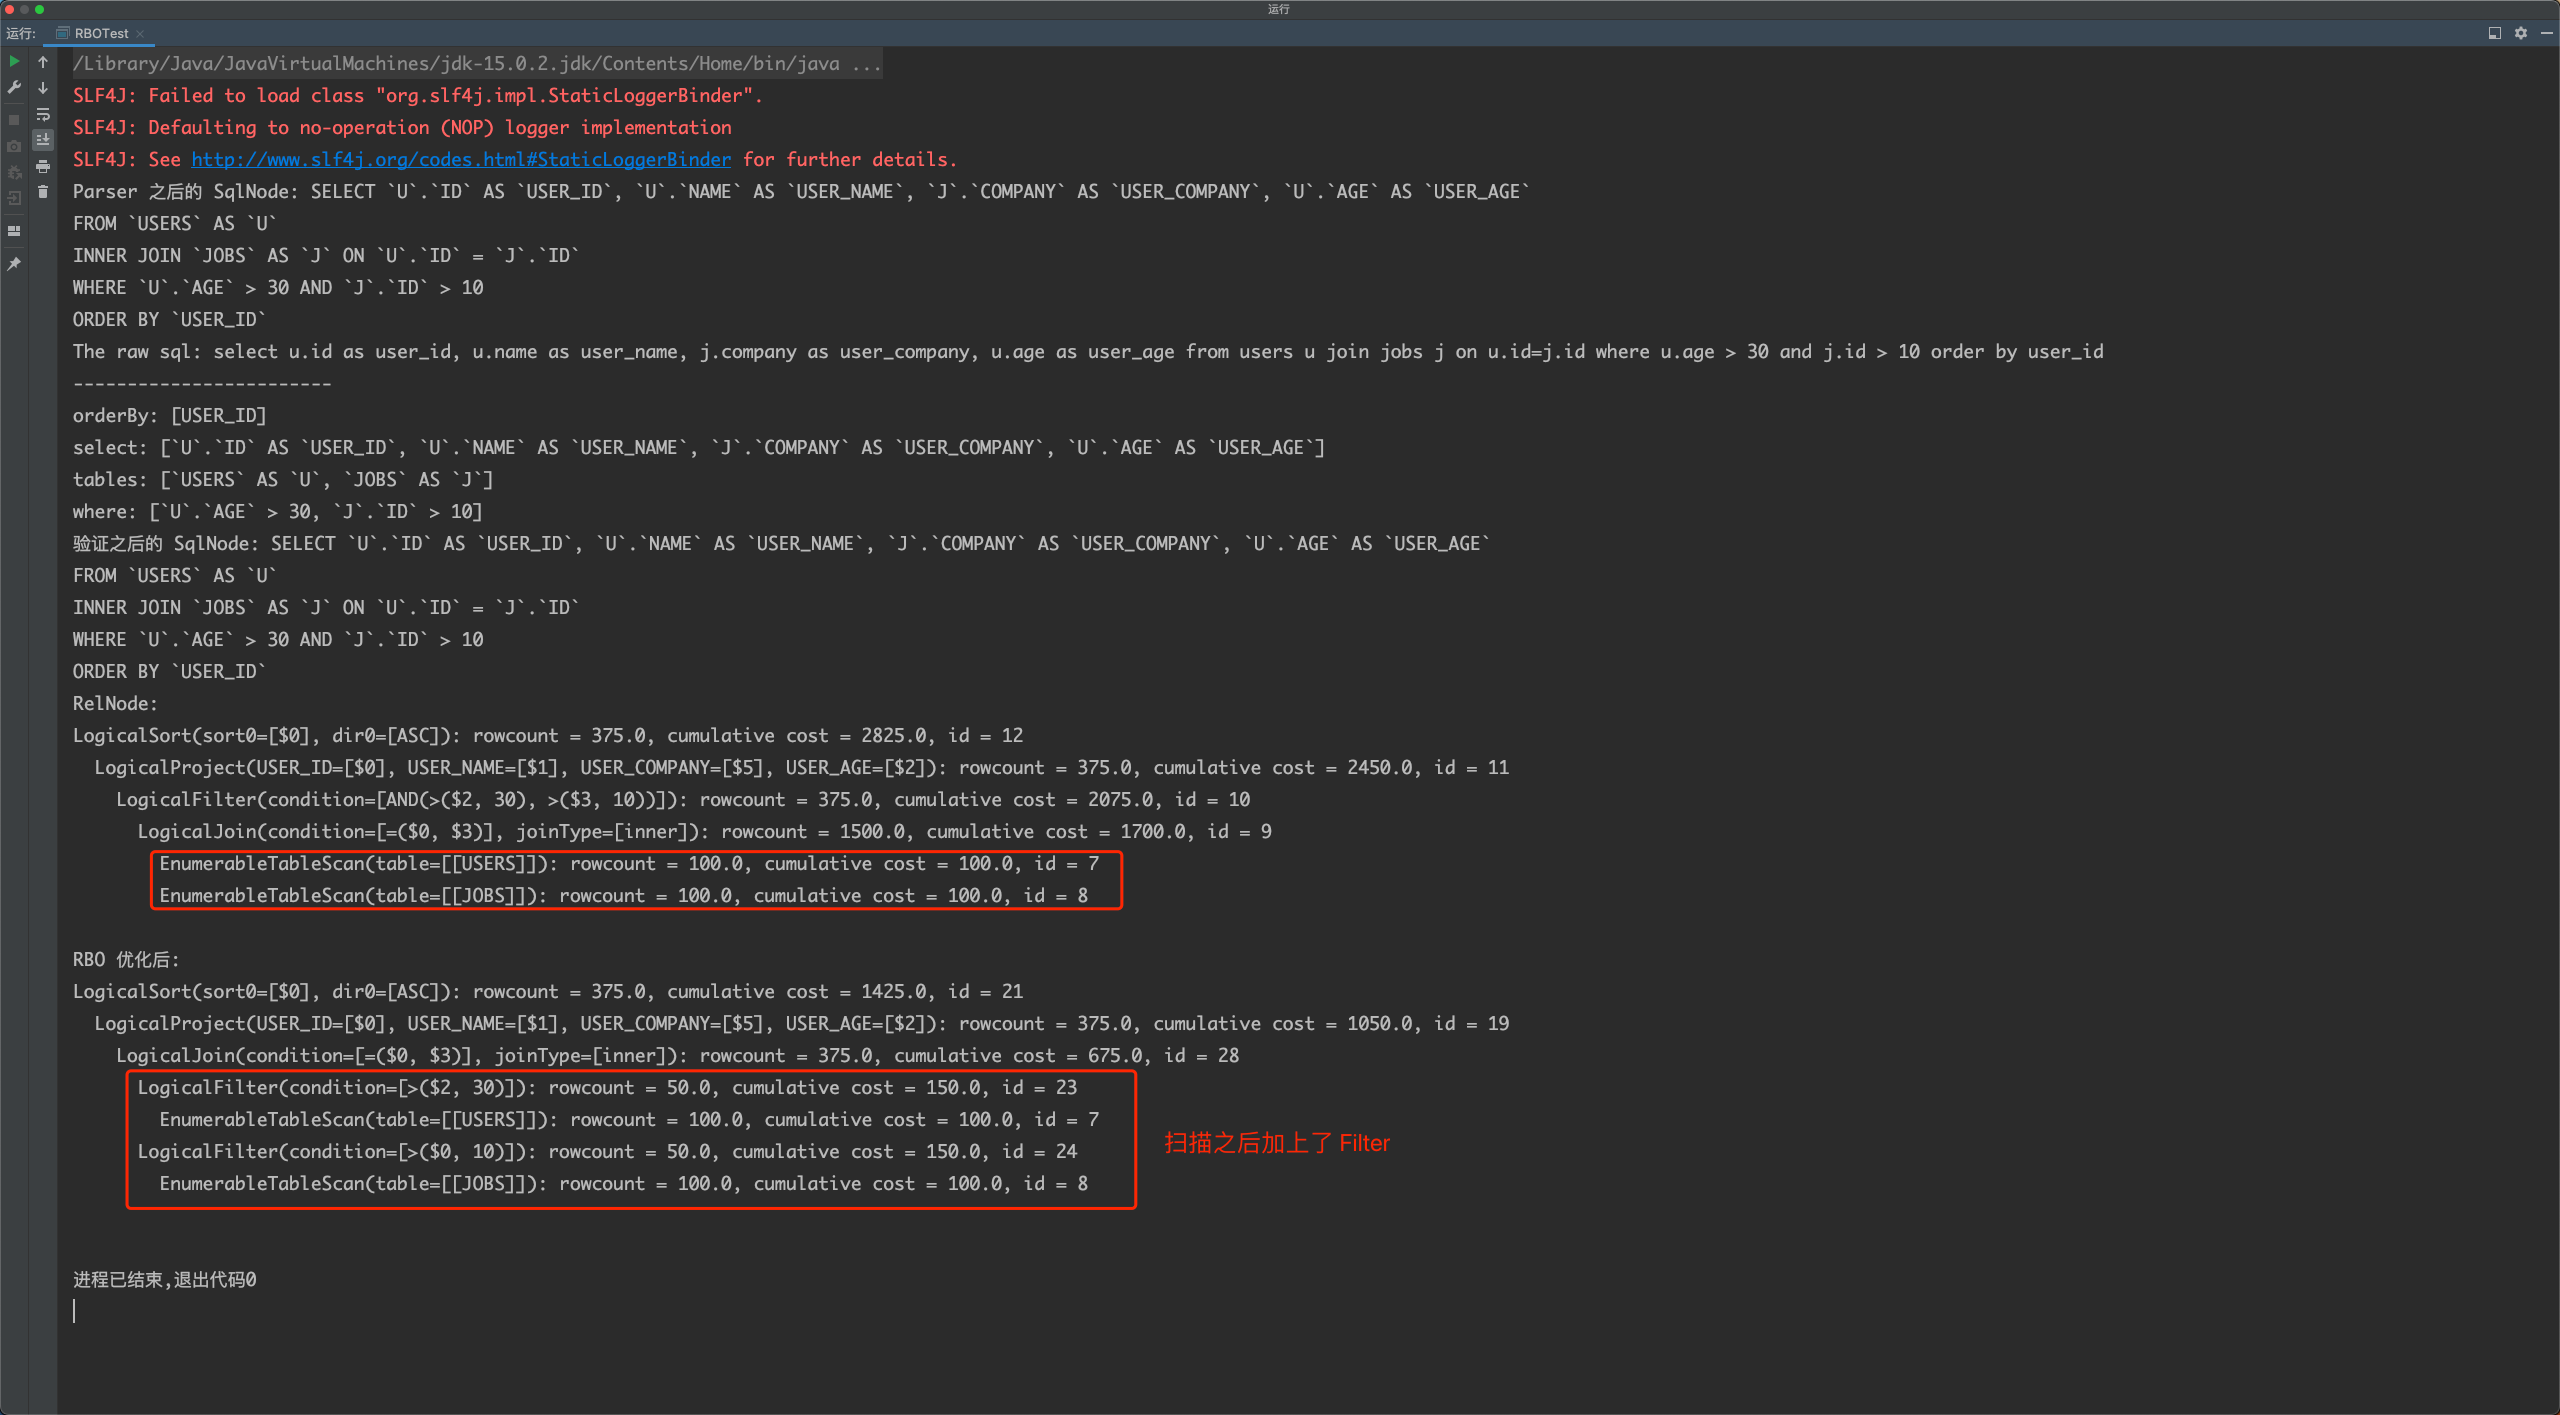 运行
运行: RBOTest
/Library/Java/JavaVirtualMachines/jdk-15.0.2.jdk/Contents/Home/bin/java ...
SLF4J: Failed to load class "org.slf4j.impl.StaticLoggerBinder".
SLF4J: Defaulting to no-operation (NOP) logger implementation
SLF4J: See http://www.slf4j.org/codes.html#StaticLoggerBinder for further details.
Parser 之后的 SqlNode: SELECT `U`.`ID` AS `USER_ID`, `U`.`NAME` AS `USER_NAME`, `J`.`COMPANY` AS `USER_COMPANY`, `U`.`AGE` AS `USER_AGE`
FROM `USERS` AS `U`
INNER JOIN `JOBS` AS `J` ON `U`.`ID` = `J`.`ID`
WHERE `U`.`AGE` > 30 AND `J`.`ID` > 10
ORDER BY `USER_ID`
The raw sql: select u.id as user_id, u.name as user_name, j.company as user_company, u.age as user_age from users u join jobs j on u.id=j.id where u.age > 30 and j.id > 10 order by user_id
------------------------
orderBy: [USER_ID]
select: [`U`.`ID` AS `USER_ID`, `U`.`NAME` AS `USER_NAME`, `J`.`COMPANY` AS `USER_COMPANY`, `U`.`AGE` AS `USER_AGE`]
tables: [`USERS` AS `U`, `JOBS` AS `J`]
where: [`U`.`AGE` > 30, `J`.`ID` > 10]
验证之后的 SqlNode: SELECT `U`.`ID` AS `USER_ID`, `U`.`NAME` AS `USER_NAME`, `J`.`COMPANY` AS `USER_COMPANY`, `U`.`AGE` AS `USER_AGE`
FROM `USERS` AS `U`
INNER JOIN `JOBS` AS `J` ON `U`.`ID` = `J`.`ID`
WHERE `U`.`AGE` > 30 AND `J`.`ID` > 10
ORDER BY `USER_ID`
RelNode:
LogicalSort(sort0=[$0], dir0=[ASC]): rowcount = 375.0, cumulative cost = 2825.0, id = 12
  LogicalProject(USER_ID=[$0], USER_NAME=[$1], USER_COMPANY=[$5], USER_AGE=[$2]): rowcount = 375.0, cumulative cost = 2450.0, id = 11
    LogicalFilter(condition=[AND(>($2, 30), >($3, 10))]): rowcount = 375.0, cumulative cost = 2075.0, id = 10
      LogicalJoin(condition=[=($0, $3)], joinType=[inner]): rowcount = 1500.0, cumulative cost = 1700.0, id = 9
        EnumerableTableScan(table=[[USERS]]): rowcount = 100.0, cumulative cost = 100.0, id = 7
        EnumerableTableScan(table=[[JOBS]]): rowcount = 100.0, cumulative cost = 100.0, id = 8
RBO 优化后:
LogicalSort(sort0=[$0], dir0=[ASC]): rowcount = 375.0, cumulative cost = 1425.0, id = 21
  LogicalProject(USER_ID=[$0], USER_NAME=[$1], USER_COMPANY=[$5], USER_AGE=[$2]): rowcount = 375.0, cumulative cost = 1050.0, id = 19
    LogicalJoin(condition=[=($0, $3)], joinType=[inner]): rowcount = 375.0, cumulative cost = 675.0, id = 28
      LogicalFilter(condition=[>($2, 30)]): rowcount = 50.0, cumulative cost = 150.0, id = 23
        EnumerableTableScan(table=[[USERS]]): rowcount = 100.0, cumulative cost = 100.0, id = 7
扫描之后加上了 Filter
      LogicalFilter(condition=[>($0, 10)]): rowcount = 50.0, cumulative cost = 150.0, id = 24
        EnumerableTableScan(table=[[JOBS]]): rowcount = 100.0, cumulative cost = 100.0, id = 8
进程已结束,退出代码0